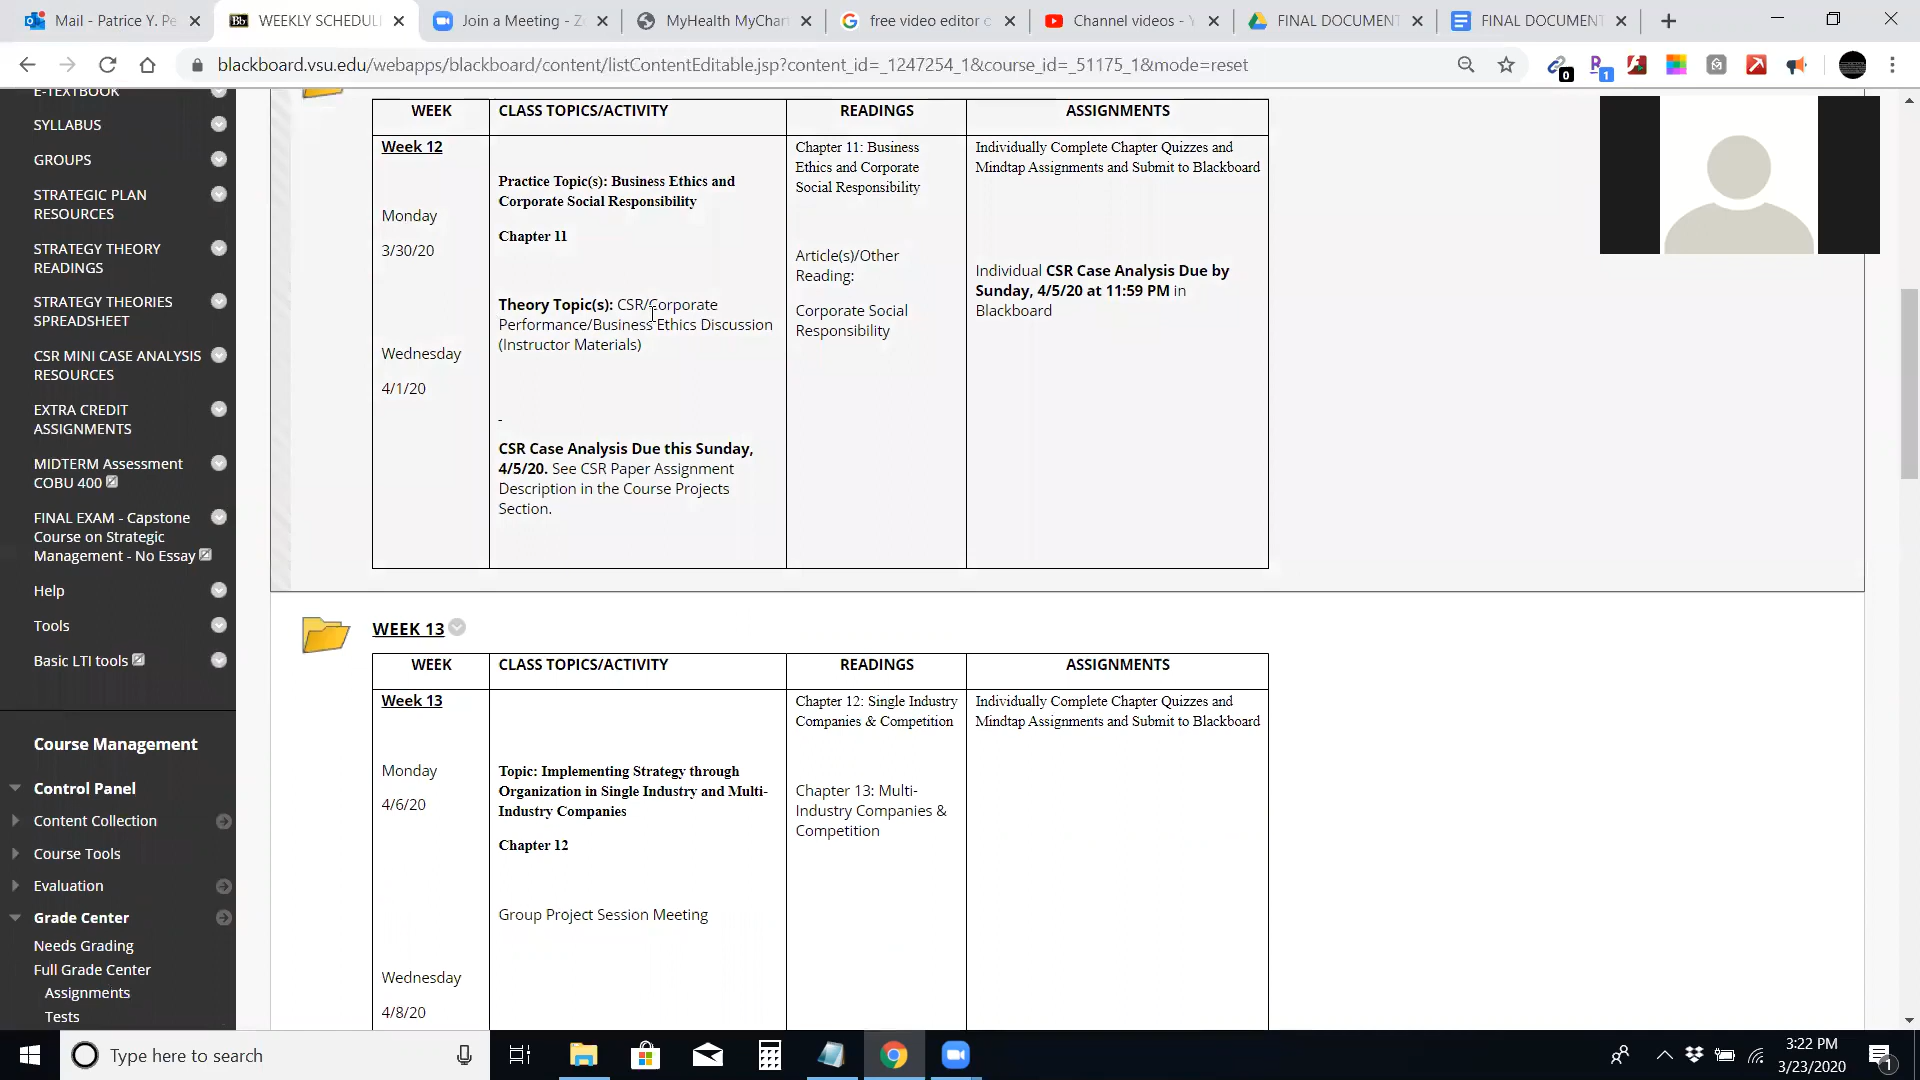 Mail - Patrice Y. Pe
WEEKLY SCHEDUL
Join a Meeting - Z
MyHealth MyChar
free video editor
Channel videos - Y
FINAL DOCUMENT
FINAL DOCUMENT
blackboard.vsu.edu/webapps/blackboard/content/listContentEditable.jsp?content_id=_1247254_1&course_id=_51175_1&mode=reset
0
1
E-TEXTBOOK
SYLLABUS
GROUPS
STRATEGIC PLAN
RESOURCES
STRATEGY THEORY
READINGS
STRATEGY THEORIES
SPREADSHEET
CSR MINI CASE ANALYSIS
RESOURCES
EXTRA CREDIT
ASSIGNMENTS
MIDTERM Assessment
COBU 400
FINAL EXAM - Capstone
Course on Strategic
Management - No Essay
Help
Tools
Basic LTI tools
Course Management
Control Panel
Content Collection
Course Tools
Evaluation
Grade Center
Needs Grading
Full Grade Center
Assignments
Tests
WEEK
CLASS TOPICS/ACTIVITY
READINGS
ASSIGNMENTS
Week 12
Monday
3/30/20
Wednesday
4/1/20
Practice Topic(s): Business Ethics and
Corporate Social Responsibility
Chapter 11
Theory Topic(s): CSR/Corporate
Performance/Business Ethics Discussion
(Instructor Materials)
-
CSR Case Analysis Due this Sunday,
4/5/20. See CSR Paper Assignment
Description in the Course Projects
Section.
Chapter 11: Business
Ethics and Corporate
Social Responsibility
Article(s)/Other
Reading:
Corporate Social
Responsibility
Individually Complete Chapter Quizzes and
Mindtap Assignments and Submit to Blackboard
Individual CSR Case Analysis Due by
Sunday, 4/5/20 at 11:59 PM in
Blackboard
WEEK 13
WEEK
CLASS TOPICS/ACTIVITY
READINGS
ASSIGNMENTS
Week 13
Monday
4/6/20
Wednesday
4/8/20
Topic: Implementing Strategy through
Organization in Single Industry and Multi-
Industry Companies
Chapter 12
Group Project Session Meeting
Chapter 12: Single Industry
Companies & Competition
Chapter 13: Multi-
Industry Companies &
Competition
Individually Complete Chapter Quizzes and
Mindtap Assignments and Submit to Blackboard
Type here to search
3:22 PM
3/23/2020
1